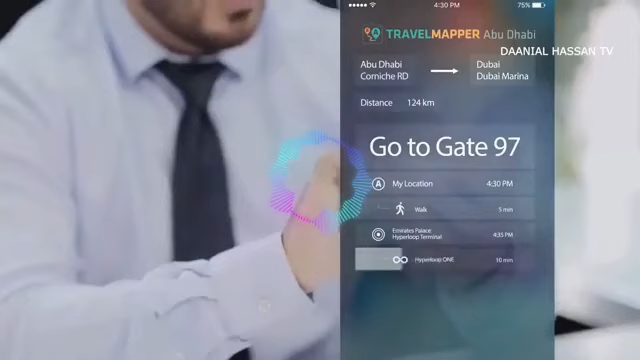 4:30 PM 75%
TRAVELMAPPER Abu Dhabi
DAANIAL HASSAN TV
Abu Dhabi
Corniche RD
Dubai
Dubai Marina
Distance 124 km
Go to Gate 97
A My Location 4:30 PM
Walk 5 min
Emirates Palace
Hyperloop Terminal 4:35 PM
Hyperloop ONE 10 min